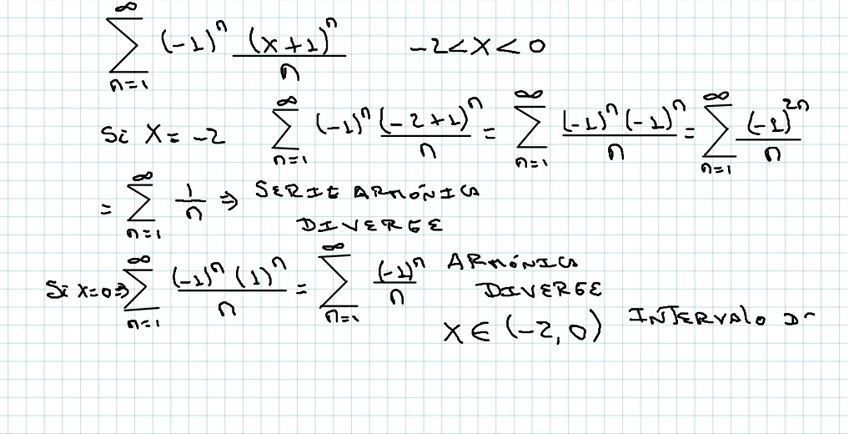 ∑_{n=1}^{∞} (-1)^n (x+1)^n / n    -2 < x < 0
Si x = -2    ∑_{n=1}^{∞} (-1)^n (-2+1)^n / n = ∑_{n=1}^{∞} (-1)^n (-1)^n / n = ∑_{n=1}^{∞} (-1)^{2n} / n
= ∑_{n=1}^{∞} 1/n ⇒ SERIE ARMÓNICA
DIVERGE
Si x=0 ⇒ ∑_{n=1}^{∞} (-1)^n (1)^n / n = ∑_{n=1}^{∞} (-1)^n / n ARMÓNICA
DIVERGE
x ∈ (-2, 0) INTERVALO